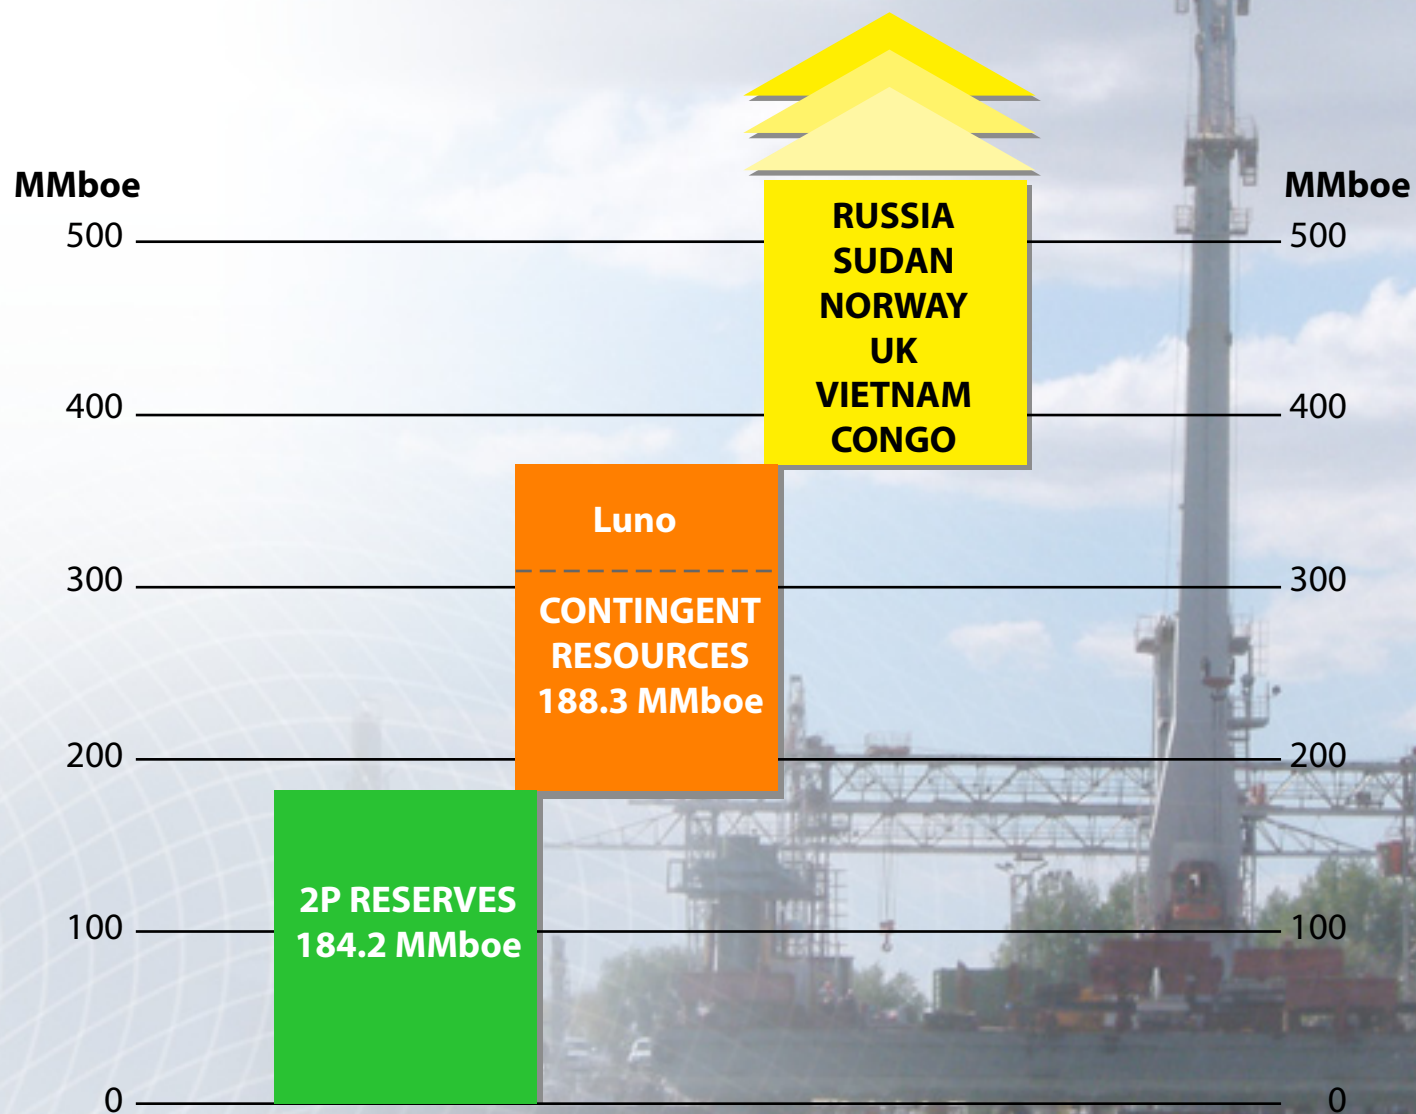 MMboe
MMboe
500
500
RUSSIA
SUDAN
NORWAY
UK
VIETNAM
CONGO
400
400
Luno
300
300
CONTINGENT
RESOURCES
188.3 MMboe
200
200
2P RESERVES
184.2 MMboe
100
100
0
0